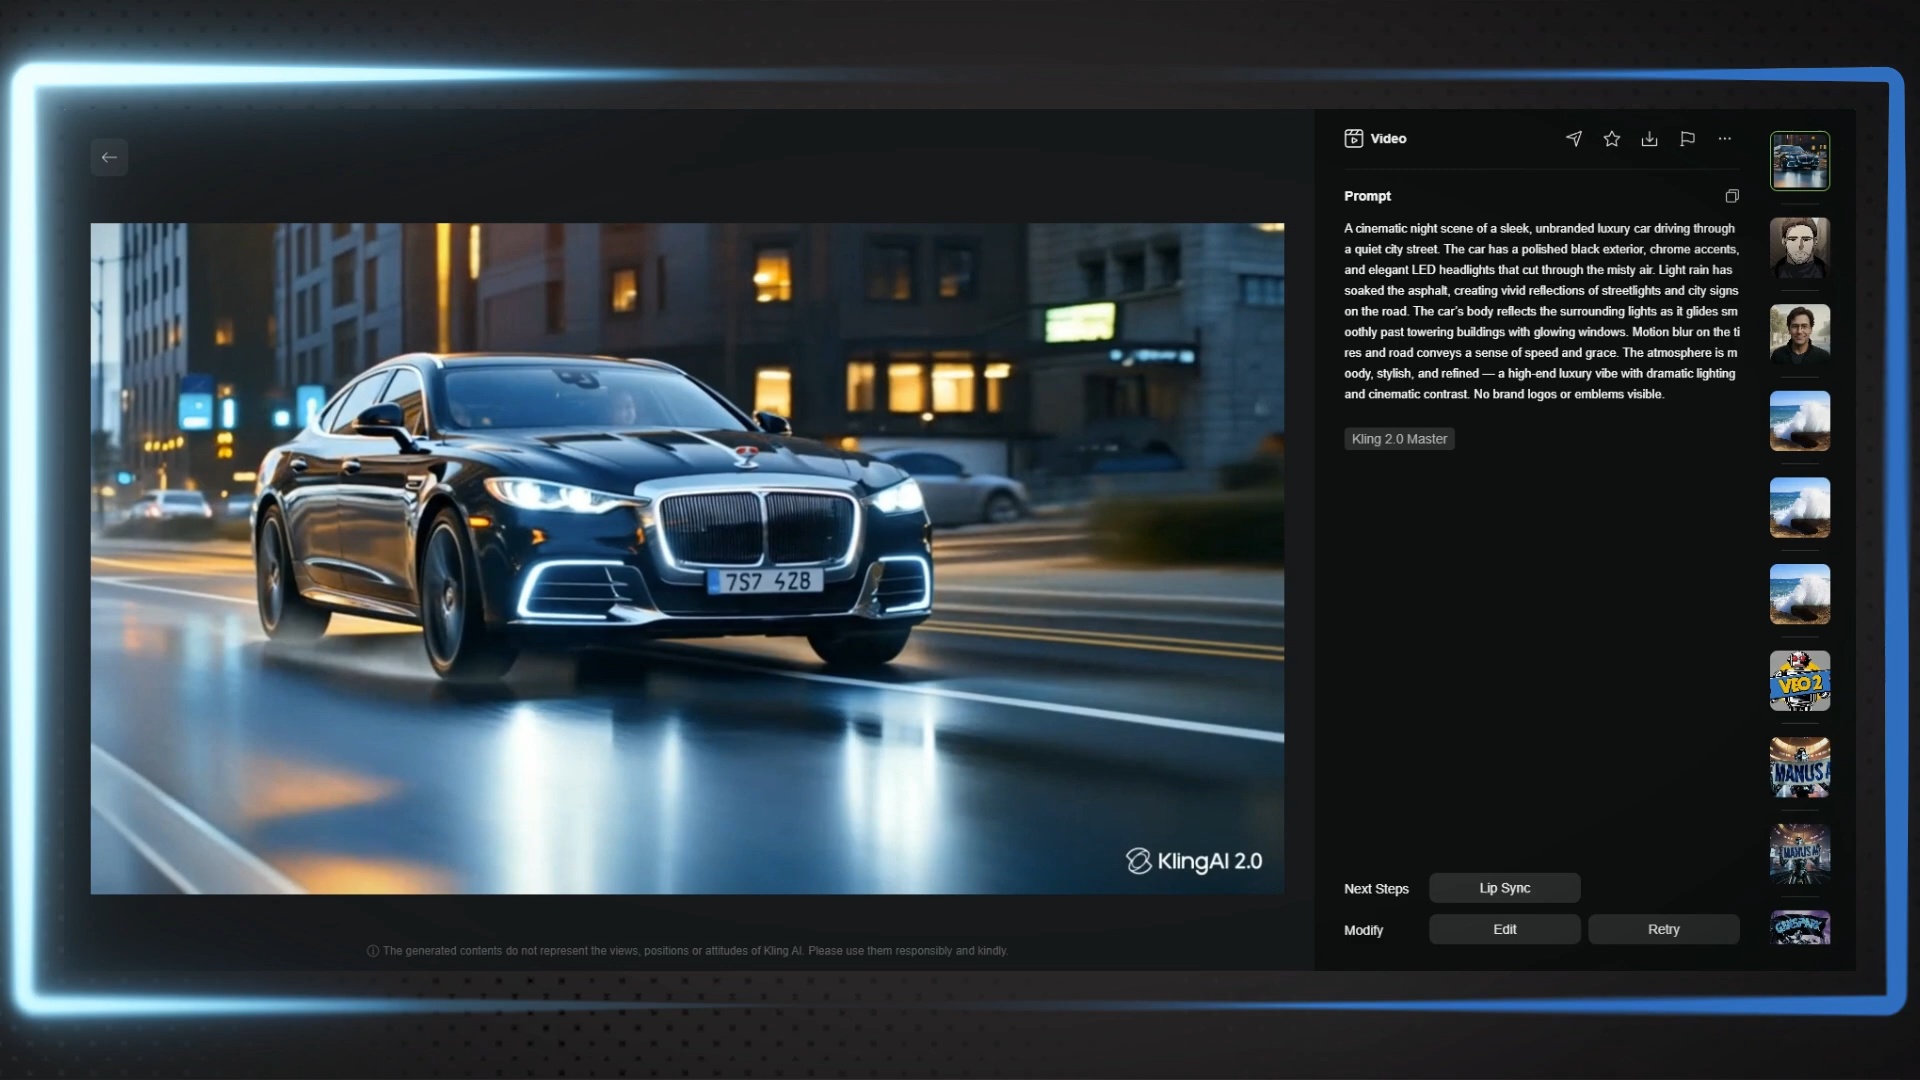 Video
Prompt
A cinematic night scene of a sleek, unbranded luxury car driving through
a quiet city street. The car has a polished black exterior, chrome accents,
and elegant LED headlights that cut through the misty air. Light rain has
soaked the asphalt, creating vivid reflections of streetlights and city signs
on the road. The car's body reflects the surrounding lights as it glides sm
oothly past towering buildings with glowing windows. Motion blur on the ti
res and road conveys a sense of speed and grace. The atmosphere is m
oody, stylish, and refined — a high-end luxury vibe with dramatic lighting
and cinematic contrast. No brand logos or emblems visible.
Kling 2.0 Master
7S7 428
KlingAI 2.0
VEO 2
MANUS A
MANUS
Next Steps
Lip Sync
Modify
Edit
Retry
The generated contents do not represent the views, positions or attitudes of Kling AI. Please use them responsibly and kindly.